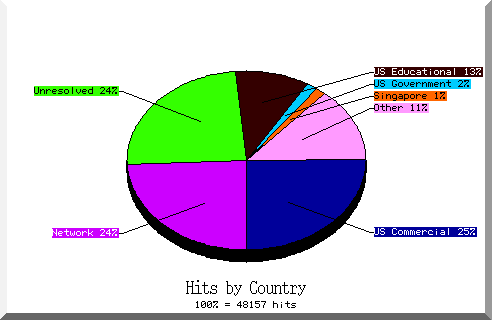 US Educational 13%
US Government 2%
Unresolved 24%
Singapore 1%
Other 11%
Network 24%
US Commercial 25%
Hits by Country
100% = 48157 hits